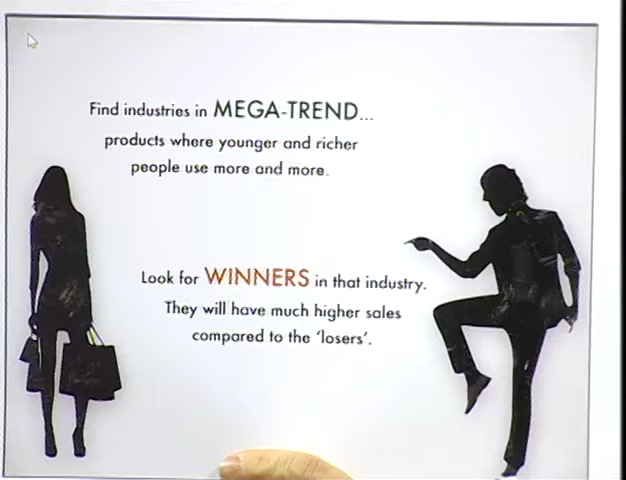 Find industries in MEGA-TREND...
products where younger and richer
people use more and more.
Look for WINNERS in that industry.
They will have much higher sales
compared to the 'losers'.